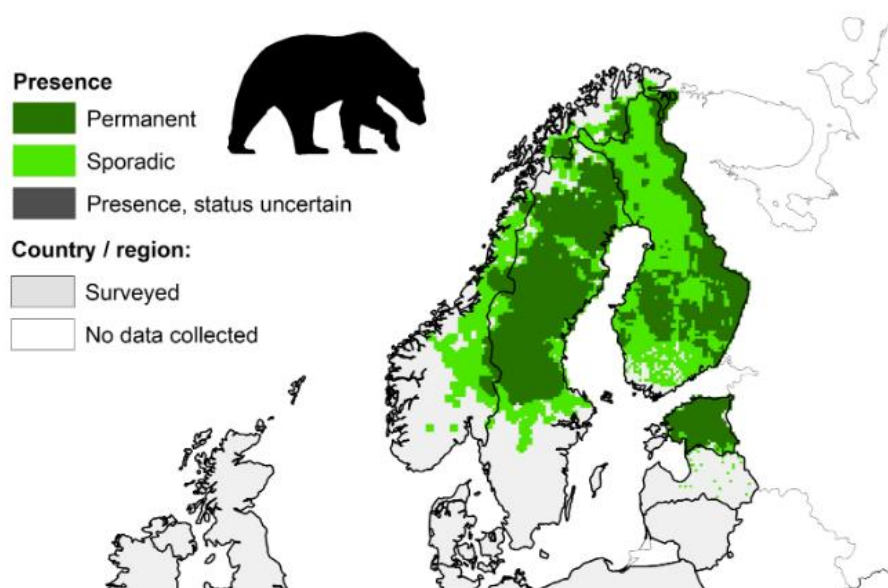 Presence
Permanent
Sporadic
Presence, status uncertain
Country / region:
Surveyed
No data collected